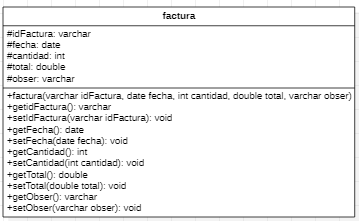 factura
#idFactura: varchar
#fecha: date
#cantidad: int
#total: double
#obser: varchar
+factura(varchar idFactura, date fecha, int cantidad, double total, varchar obser)
+getidFactura(): varchar
+setIdFactura(varchar idFactura): void
+getFecha(): date
+setFecha(date fecha): void
+getCantidad(): int
+setCantidad(int cantidad): void
+getTotal(): double
+setTotal(double total): void
+getObser(): varchar
+setObser(varchar obser): void